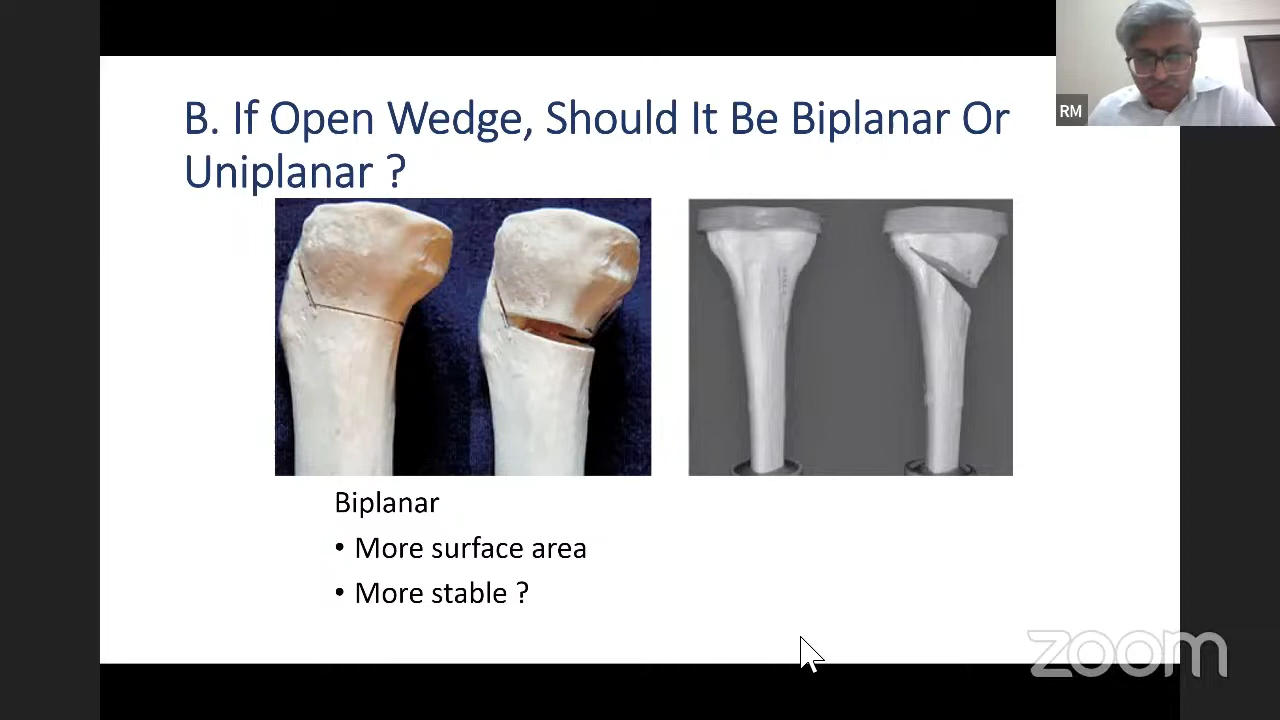 B. If Open Wedge, Should It Be Biplanar Or
Uniplanar ?
RM
Biplanar
• More surface area
• More stable ?
zoom